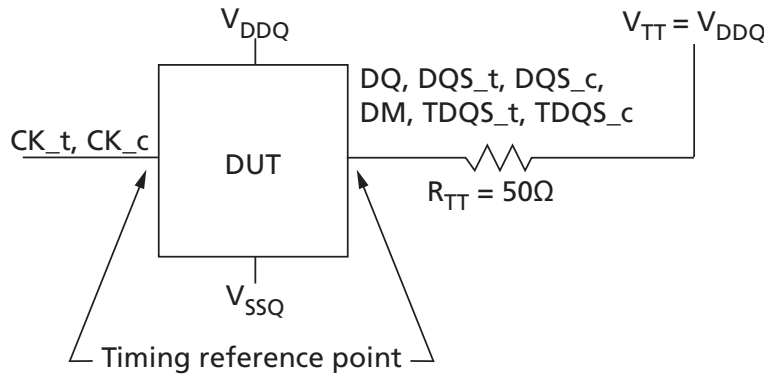 V_DDQ
V_TT = V_DDQ
DQ, DQS_t, DQS_c,
DM, TDQS_t, TDQS_c
CK_t, CK_c
DUT
R_TT = 50Ω
V_SSQ
Timing reference point